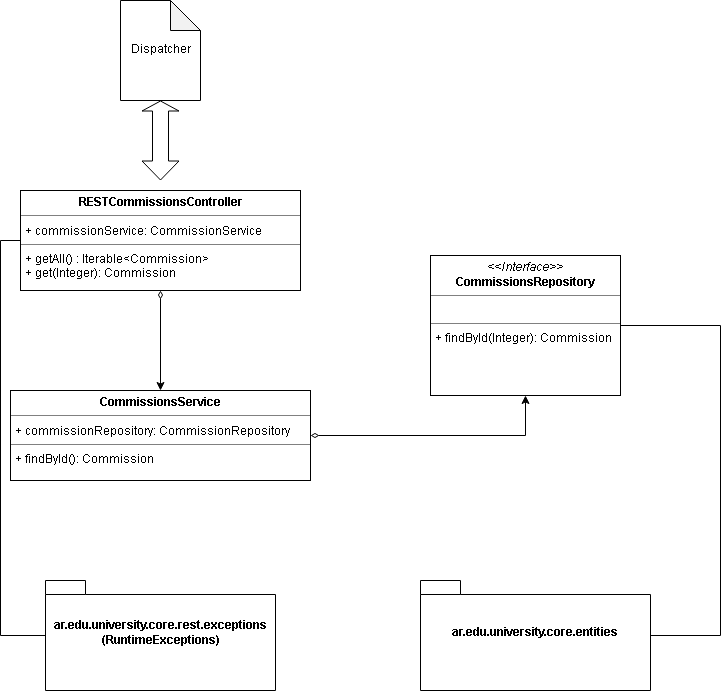 Dispatcher
RESTCommissionsController
+ commissionService: CommissionService
+ getAll() : Iterable<Commission>
+ get(Integer): Commission
<<Interface>>
CommissionsRepository
+ findById(Integer): Commission
CommissionsService
+ commissionRepository: CommissionRepository
+ findById(): Commission
ar.edu.university.core.rest.exceptions
(RuntimeExceptions)
ar.edu.university.core.entities